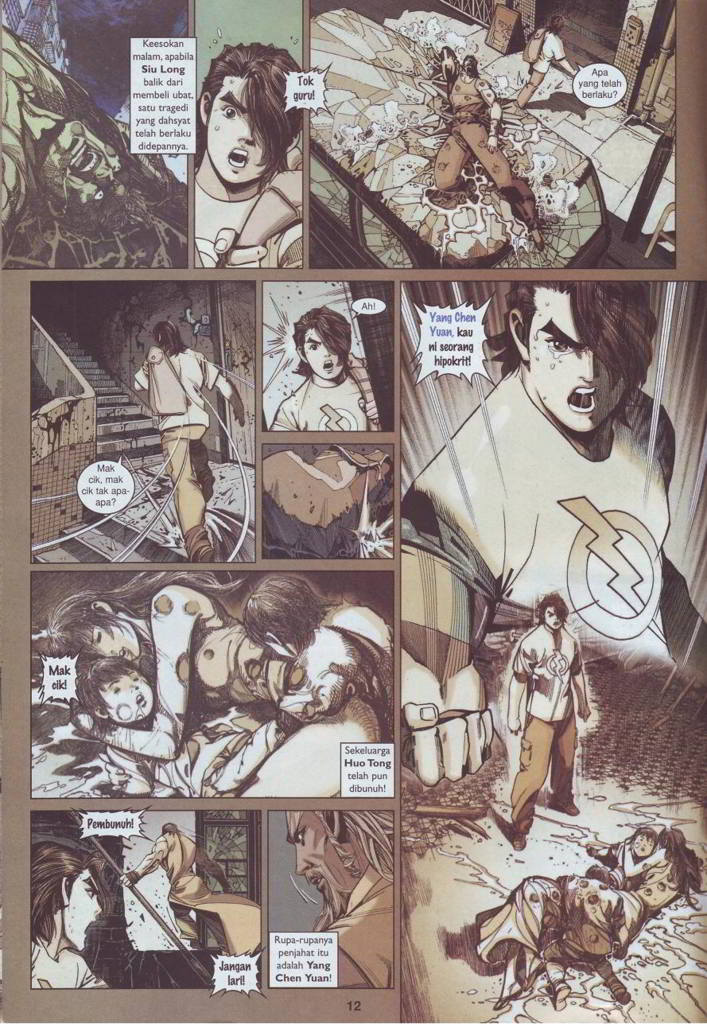 Keesokan
malam, apabila
Siu Long
balik dari
membeli ubat,
satu tragedi
yang dahsyat
telah berlaku
didepannya.
Tok
guru!
Apa
yang telah
berlaku?
Mak
cik, mak
cik tak apa-
apa?
Ah!
Yang Chen
Yuan, kau
ni seorang
hipokrit!
Mak
cik!
Sekeluarga
Huo Tong
telah pun
dibunuh!
Pembunuh!
Jangan
lari!
Rupa-rupanya
penjahat itu
adalah Yang
Chen Yuan!
12